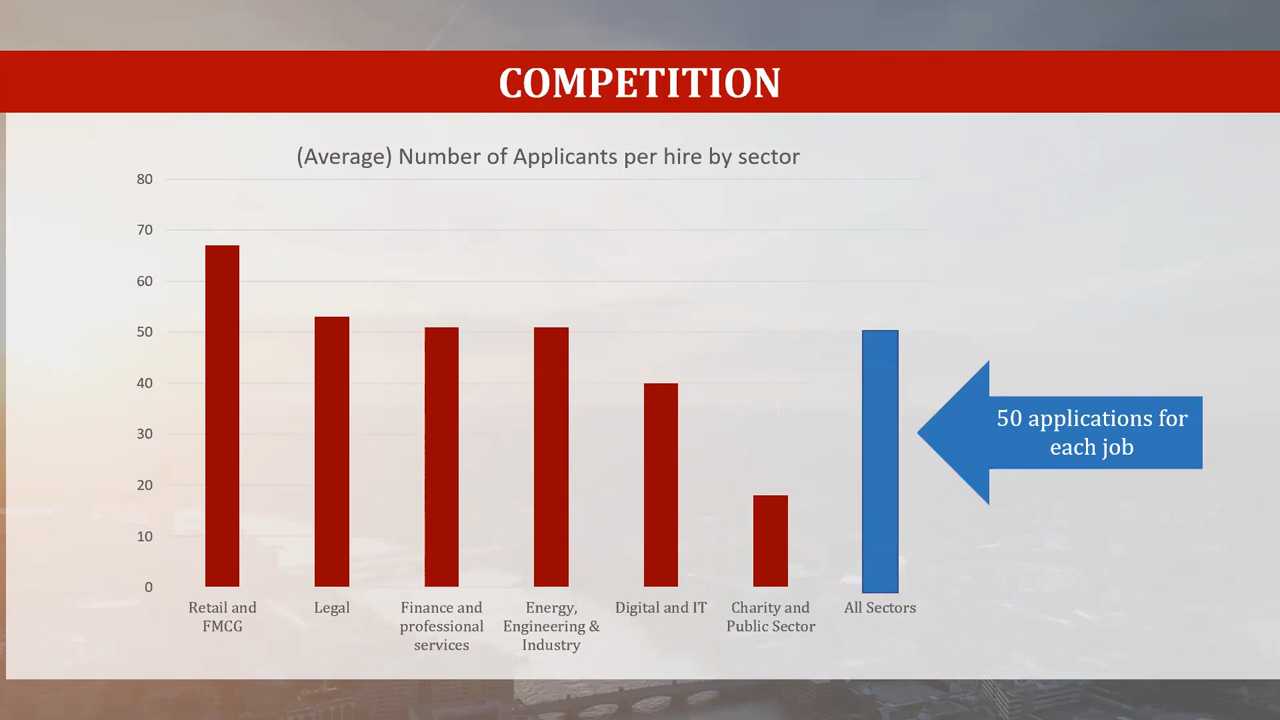 COMPETITION
(Average) Number of Applicants per hire by sector
80
70
60
50
40
30
20
10
0
Retail and
FMCG
Legal
Finance and
professional
services
Energy,
Engineering &
Industry
Digital and IT
Charity and
Public Sector
All Sectors
50 applications for
each job